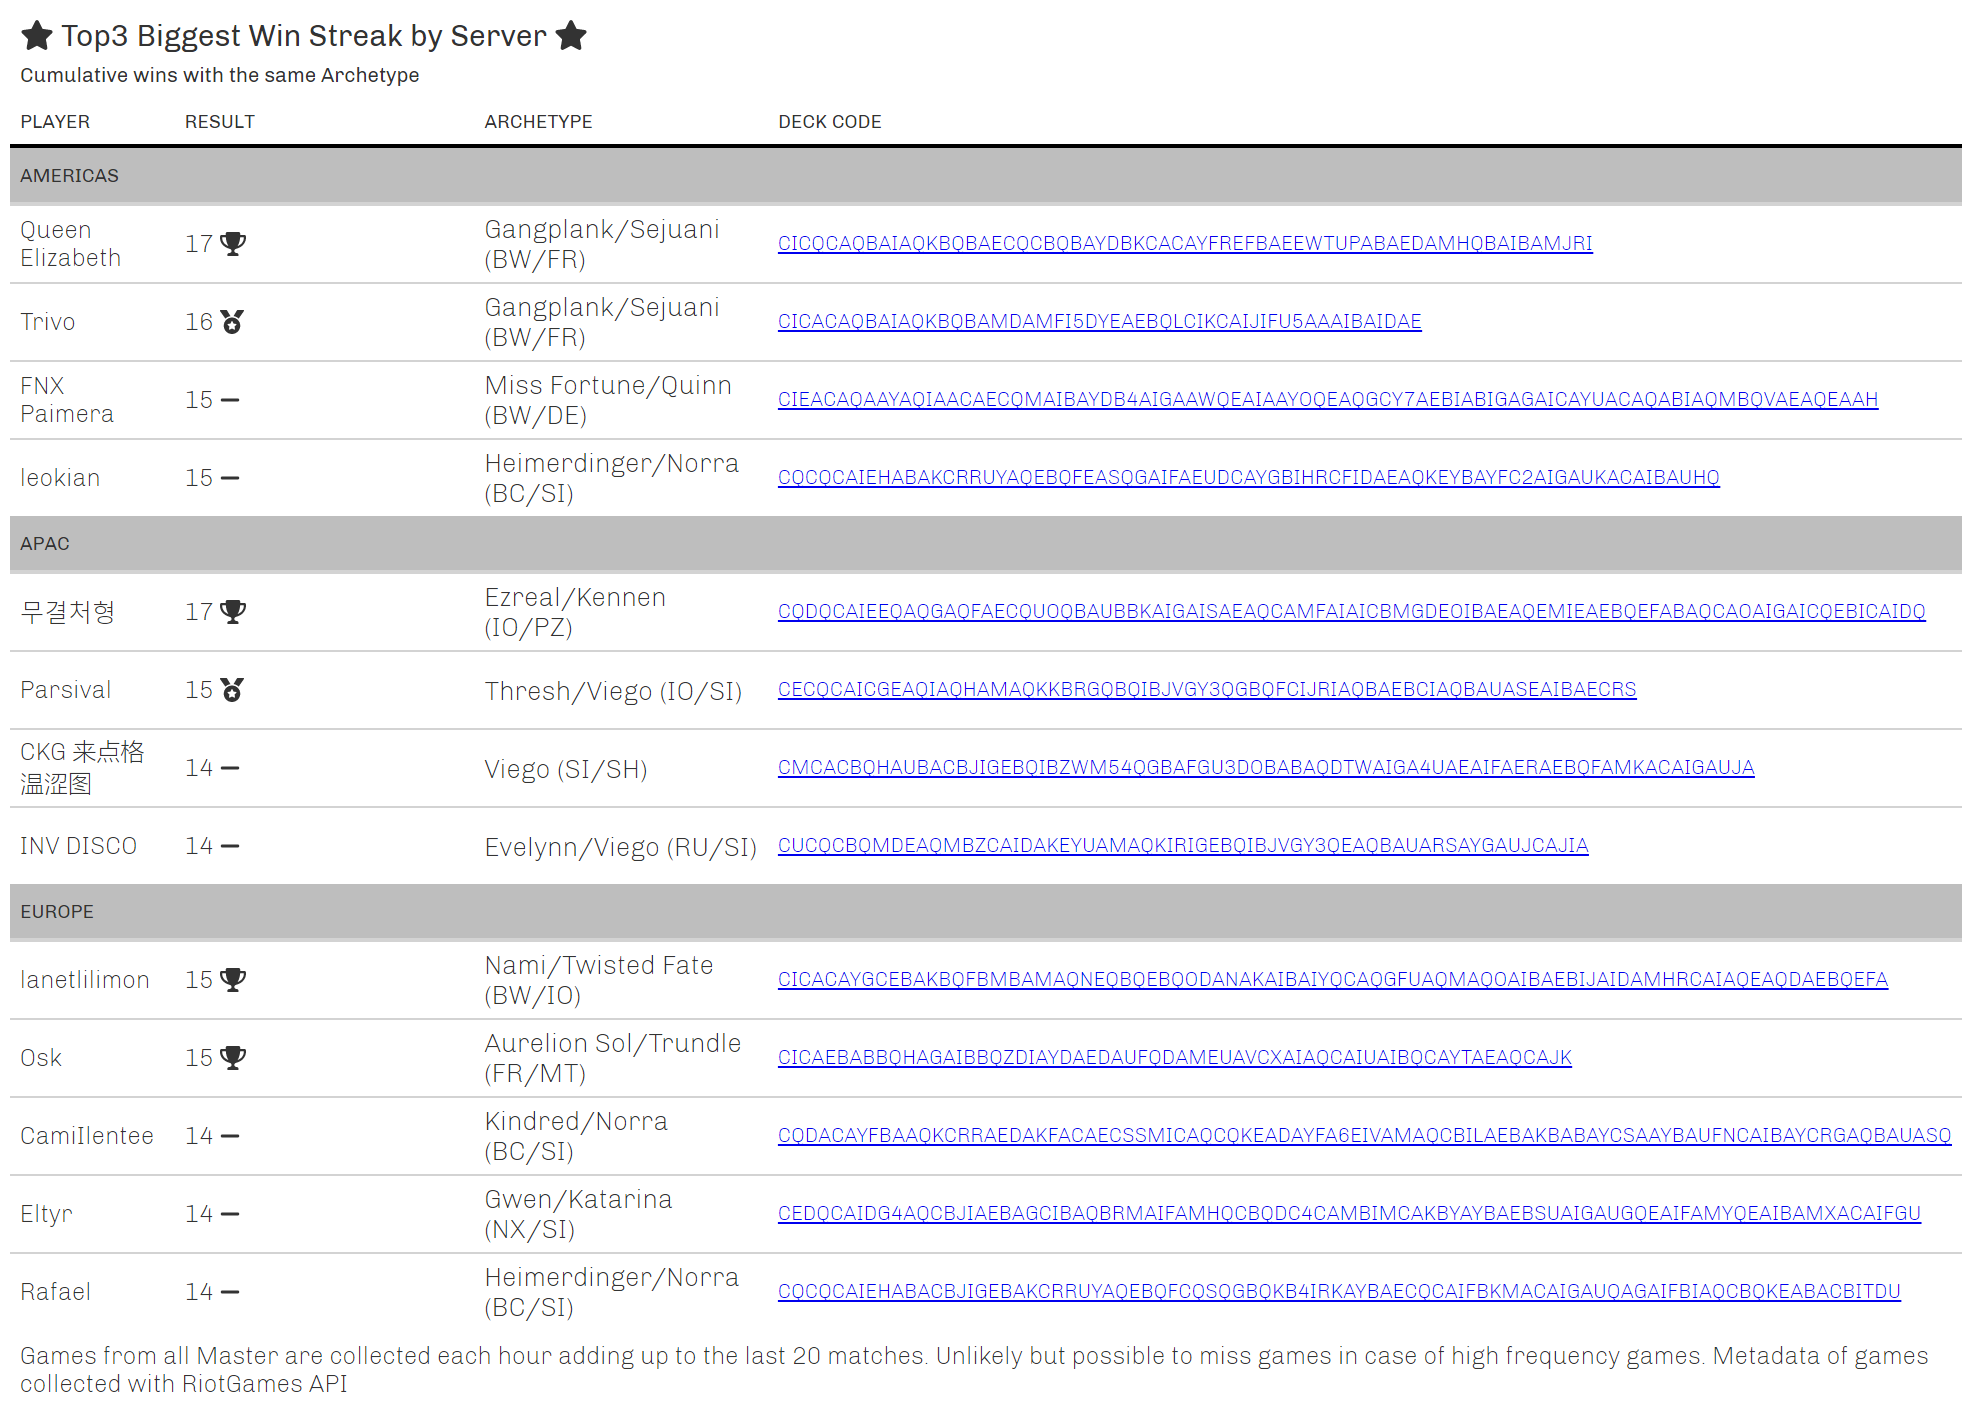 Top3 Biggest Win Streak by Server
Cumulative wins with the same Archetype
PLAYER RESULT ARCHETYPE DECK CODE
AMERICAS
Queen Elizabeth 17 Gangplank/Sejuani (BW/FR) CICQCAQBAIAQKBQBAECQCBQBAYDBKCACAYFREFBAEEWTUPABAEDAMHQBAIBAMJRI
Trivo 16 Gangplank/Sejuani (BW/FR) CICACAQBAIAQKBQBAMDAMFI5DYEAEBQLCIKCAIJIFU5AAAIBAIDAE
FNX Paimera 15 Miss Fortune/Quinn (BW/DE) CIEACAQAAYAQIAACAECQMAIBAYDB4AIGAAWQEAIAAYOQEAQGCY7AEBIABIGAGAICAYUACAQABIAQMBQVAEAQEAAH
leokian 15 Heimerdinger/Norra (BC/SI) CQCQCAIEHABAKCRRUYAQEBQFEASQGAIFAEUDCAYGBIHRCFIDAEAQKEYBAYFC2AIGAUKACAIBAUHQ
APAC
무결처형 17 Ezreal/Kennen (IO/PZ) CQDQCAIEEQAQGAQFAECQUOQBAUBBKAIGAISAEAQCAMFAIAICBMGDEOIBAEAQEMIEAEBQEFABAQCAOAIGAICQEBICAIDQ
Parsival 15 Thresh/Viego (IO/SI) CECQCAICGEAQIAQHAMAQKKBRGQBQIBJVGY3QGBQFCIJRIAQBAEBCIAQBAUASEAIBAECRS
CKG 来点格温涩图 14 Viego (SI/SH) CMCACBQHAUBACBJIGEBQIBZWM54QGBAFGU3DOBABAQDTWAIGA4UAEAIFAERAEBQFAMKACAIGAUJA
INV DISCO 14 Evelynn/Viego (RU/SI) CUCQCBQMDEAQMBZCAIDAKEYUAMAQKIRIGEBQIBJVGY3QEAQBAUARSAYGAUJCAJIA
EUROPE
lanetlilimon 15 Nami/Twisted Fate (BW/IO) CICACAYGCEBAKBQFBMBAMAQNEQBQEBQODANAKAIBAIYQCAQGFUAQMAQOAIBAEBIJAIDAMHRCAIAQEAQDAEBQEFA
Osk 15 Aurelion Sol/Trundle (FR/MT) CICAEBABBQHAGAIBBQZDIAYDAEDAUFQDAMEUAVCXAIAQCAIUAIBQCAYTAEAQCAJK
CamiIlentee 14 Kindred/Norra (BC/SI) CQDACAYFBAAQKCRRAEDAKFACAECSSMICAQCQKEADAYFA6EIVAMAQCBILAEBAKBABAYCSAAYBAUFNCAIBAYCRGAQBAUASQ
Eltyr 14 Gwen/Katarina (NX/SI) CEDQCAIDG4AQCBJIAEBAGCIBAQBRMAIFAMHQCBQDC4CAMBIMCAKBYAYBAEBSUAIGAUGQEAIFAMYQEAIBAMXACAIFGU
Rafael 14 Heimerdinger/Norra (BC/SI) CQCQCAIEHABACBJIGEBAKCRRUYAQEBQFCQSQGBQKB4IRKAYBAECQCAIFBKMACAIGAUQAGAIFBIAQCBQKEABACBITDU
Games from all Master are collected each hour adding up to the last 20 matches. Unlikely but possible to miss games in case of high frequency games. Metadata of games
collected with RiotGames API